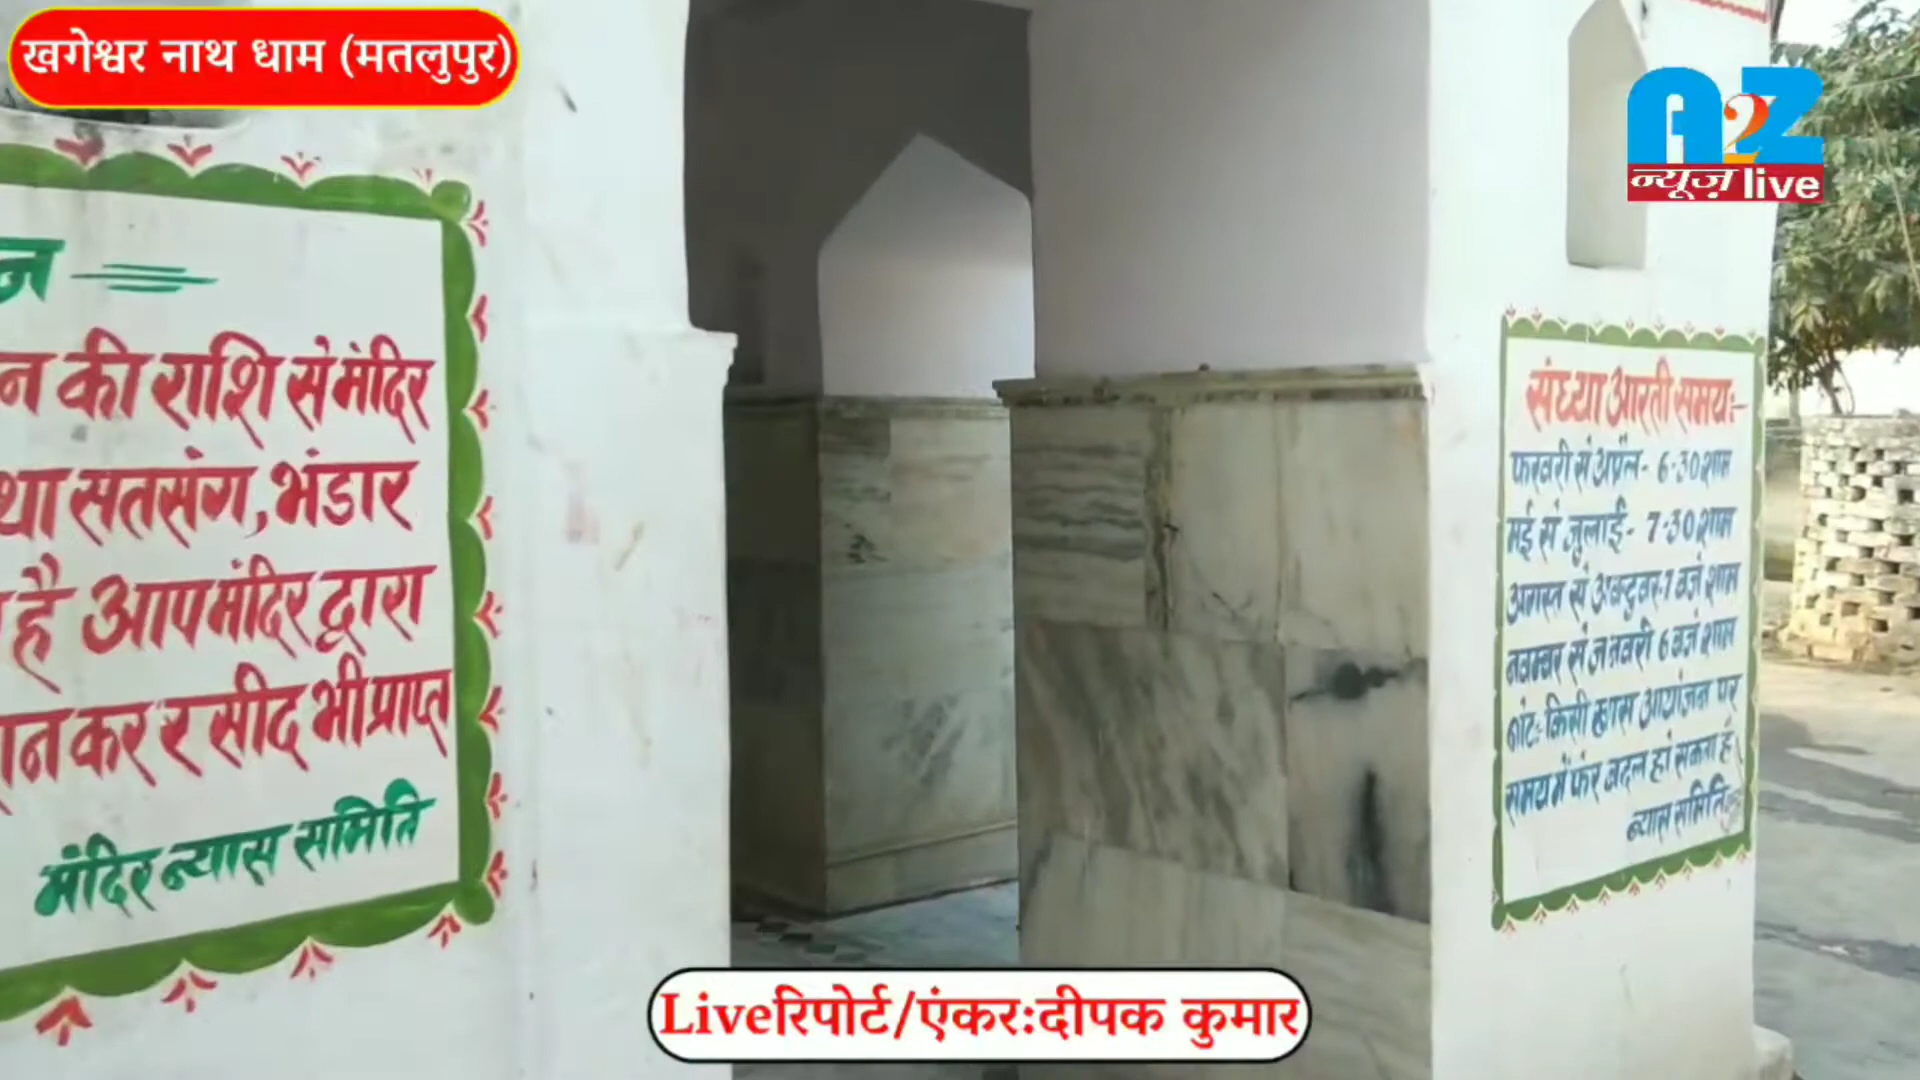 खगेश्वर नाथ धाम (मतलुपुर)
A2Z
न्यूज़ live
न
न की राशि से मंदिर
था सतसंग, भंडार
है आप मंदिर द्वारा
कर रसीद भी प्राप्त
मंदिर न्यास समिति
संध्या आरती समय:-
फरवरी से अप्रैल- 6-30 शाम
मई से जुलाई- 7-30 शाम
अगस्त से अक्टुबर-7 बजे शाम
नवम्बर से जनवरी 6 बजे शाम
नोट:- किसी खास आयोजन पर
समय में फेर बदल हो सकता है
न्यास समिति
Liveरिपोर्ट/एंकर:दीपक कुमार